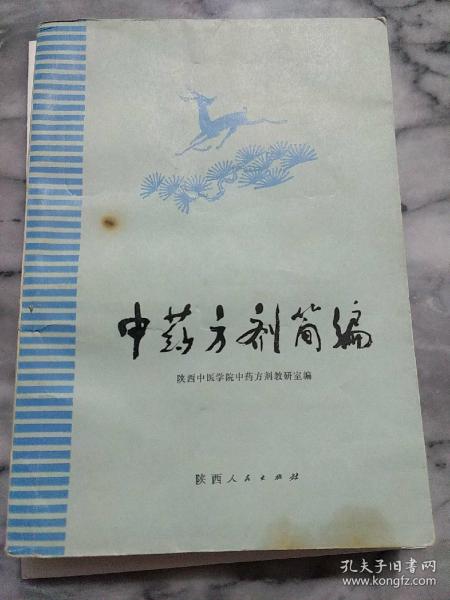 中药方剂简编
陕西中医学院中药方剂教研室编
陕西人民出版社
孔夫子旧书网
www.kongfz.com